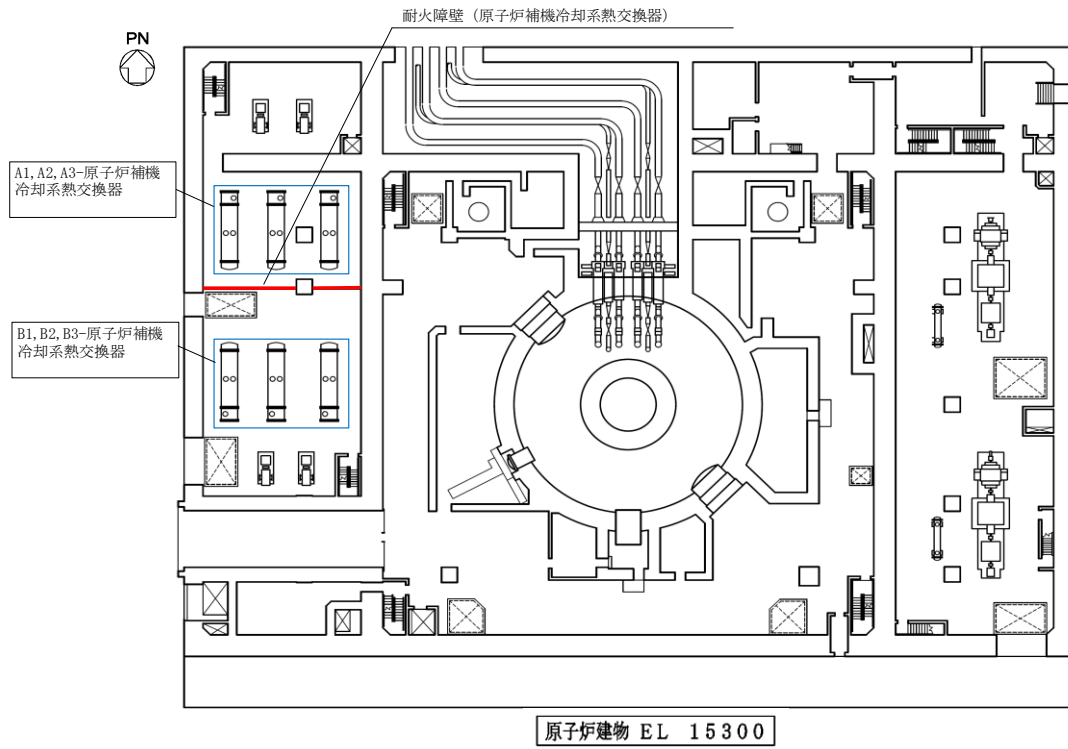 耐火障壁（原子炉補機冷却系熱交換器）
PN
A1,A2,A3-原子炉補機
冷却系熱交換器
B1,B2,B3-原子炉補機
冷却系熱交換器
原子炉建物 EL 15300